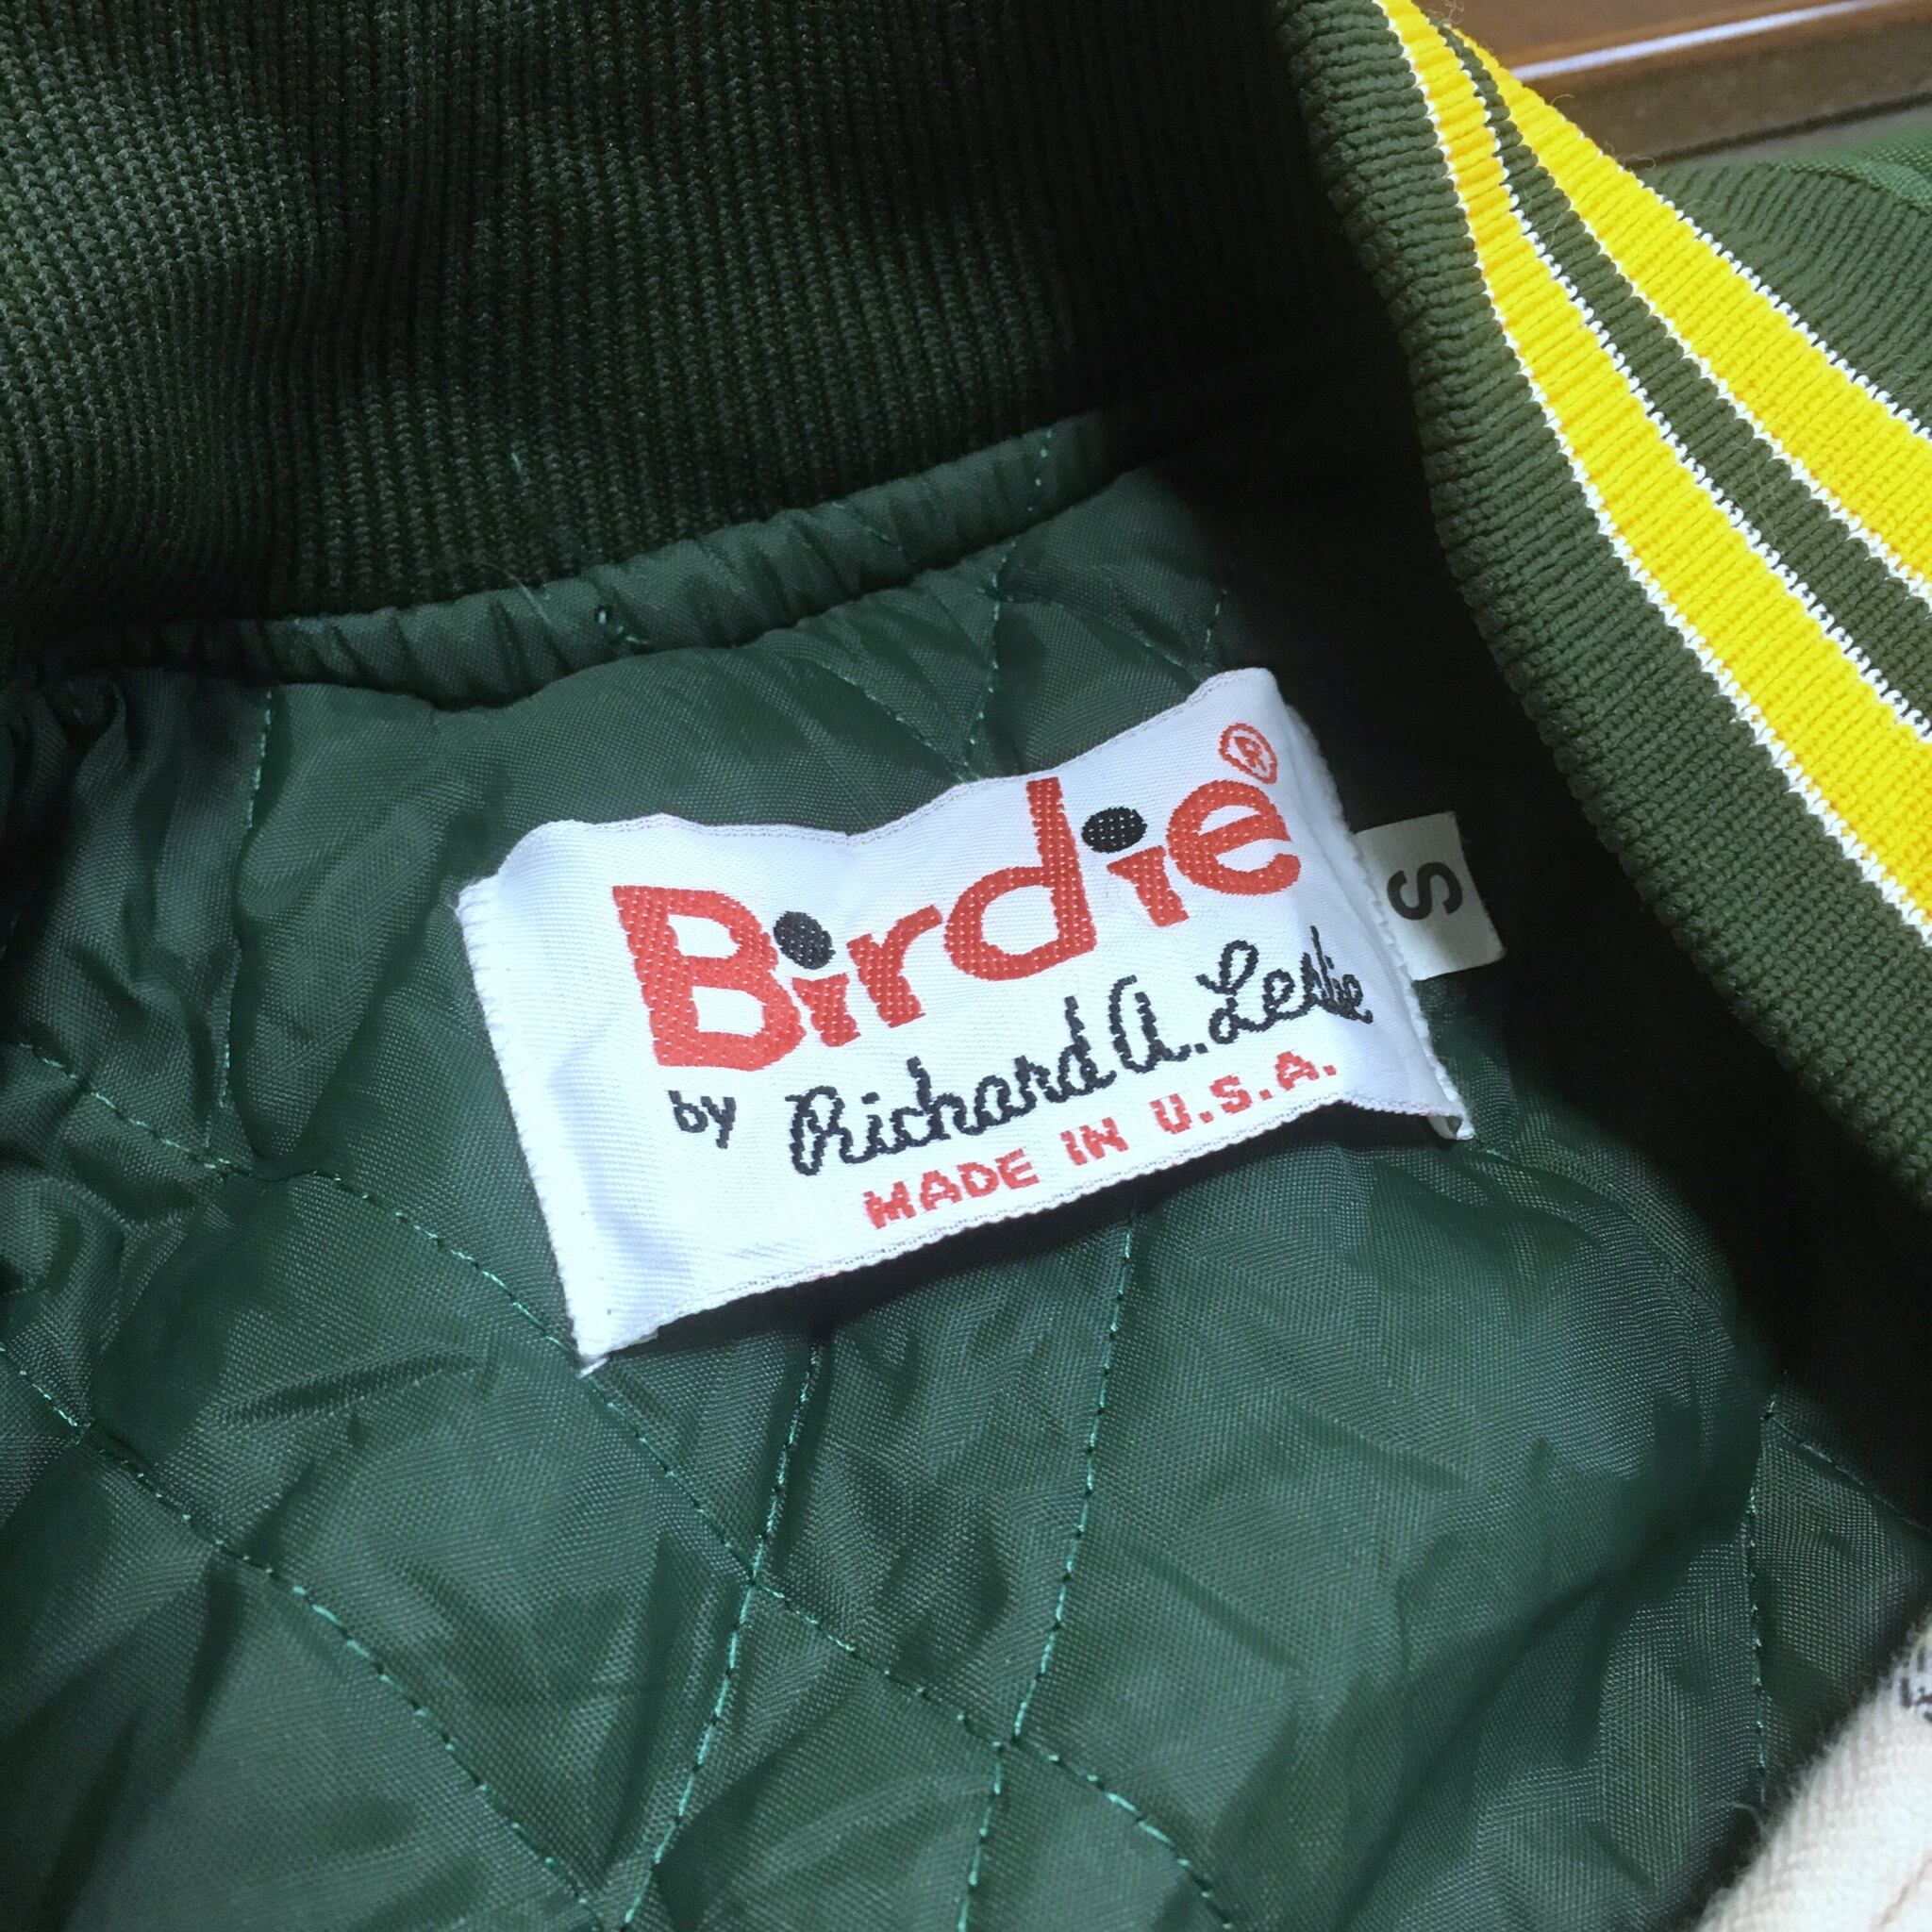 Birdie®
by Richard A. Leslie
MADE IN U.S.A.
S